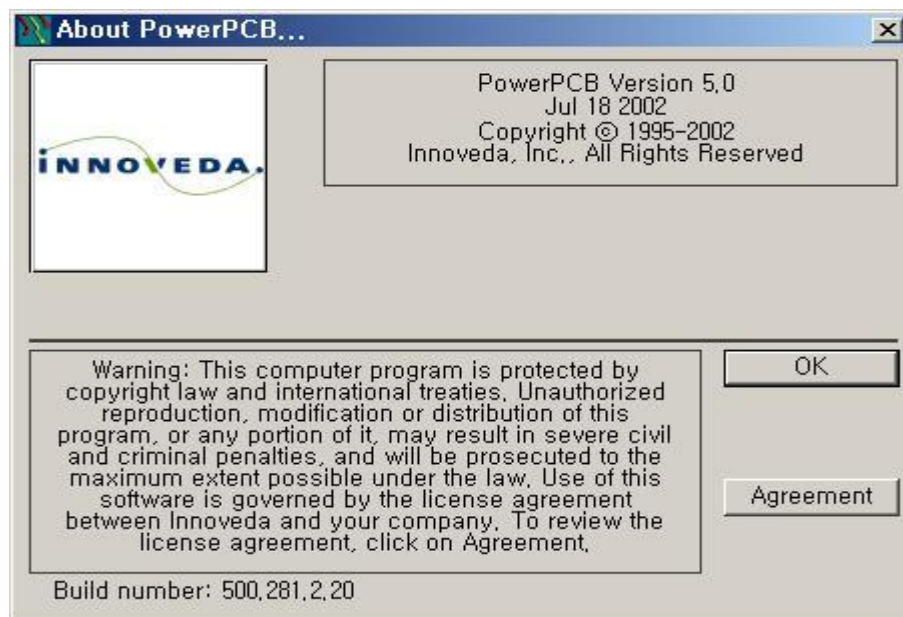 About PowerPCB...
INNOVEDA.
PowerPCB Version 5.0
Jul 18 2002
Copyright © 1995-2002
Innoveda, Inc., All Rights Reserved
Warning: This computer program is protected by
copyright law and international treaties. Unauthorized
reproduction, modification or distribution of this
program, or any portion of it, may result in severe civil
and criminal penalties, and will be prosecuted to the
maximum extent possible under the law. Use of this
software is governed by the license agreement
between Innoveda and your company. To review the
license agreement, click on Agreement.
OK
Agreement
Build number: 500.281.2.20